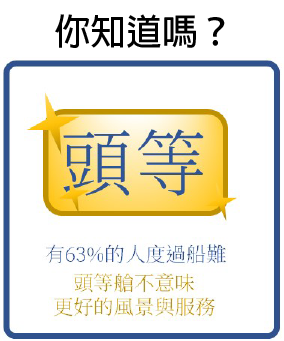 你知道嗎？
頭等
有63%的人度過船難
頭等艙不意味
更好的風景與服務